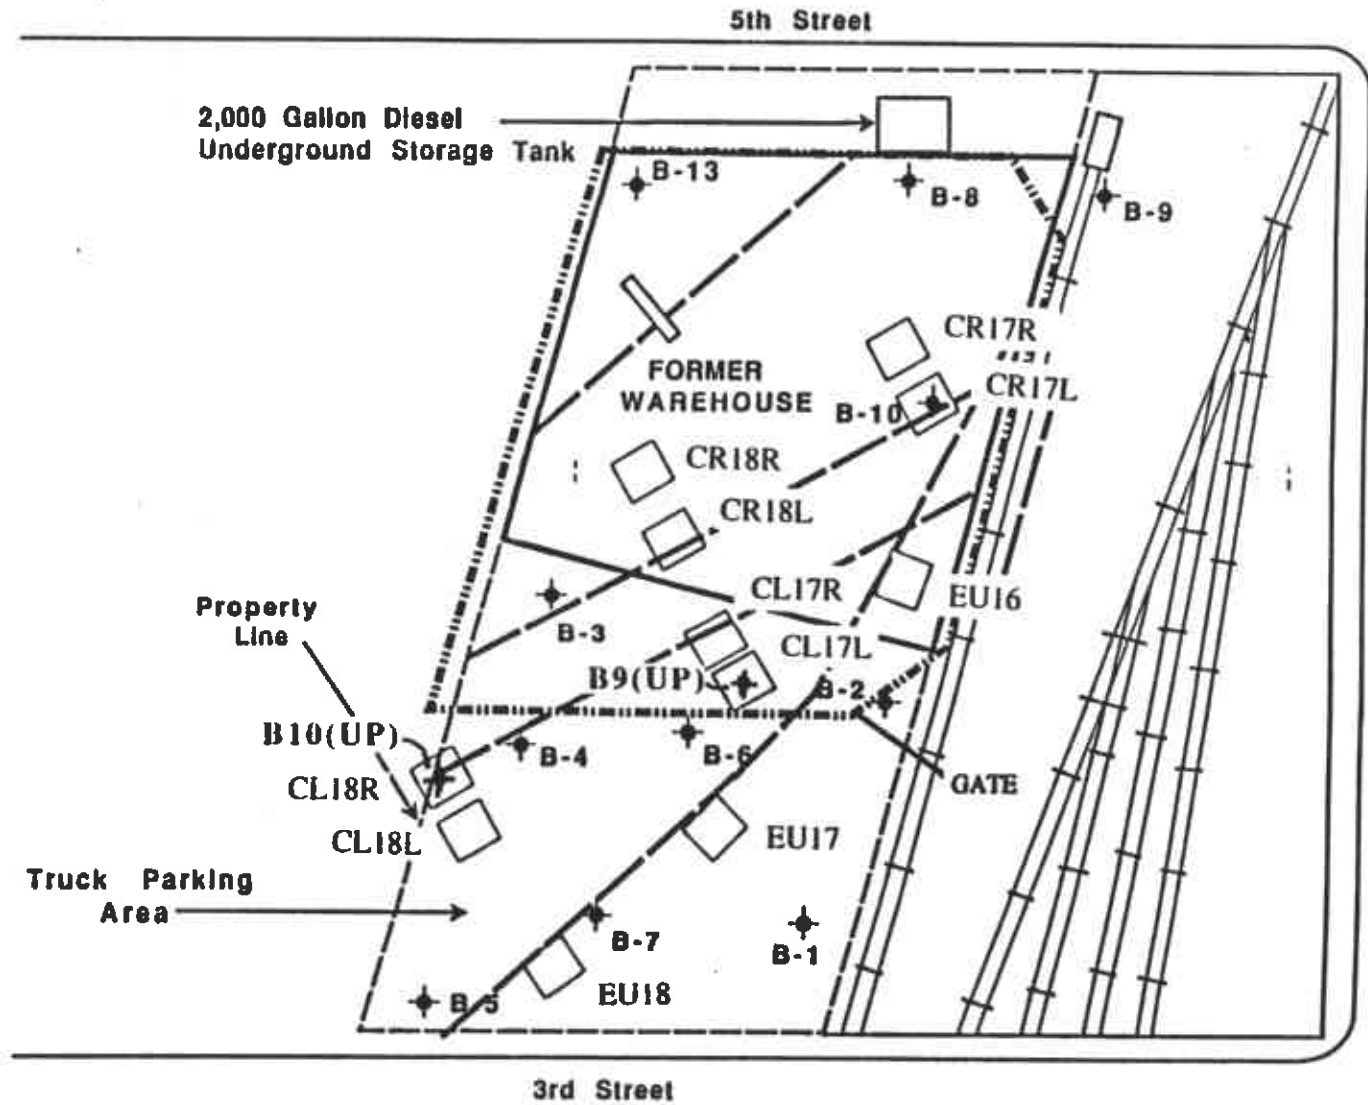 5th Street
2,000 Gallon Diesel
Underground Storage Tank
B-13
B-8
B-9
CR17R
FORMER
WAREHOUSE
CR17L
B-10
CR18R
CR18L
CL17R
EU16
Property
Line
B-3
CL17L
B9(UP)
B-2
B10(UP)
B-4
B-6
GATE
CL18R
CL18L
EU17
Truck Parking
Area
B-7
B-1
EU18
B-5
3rd Street